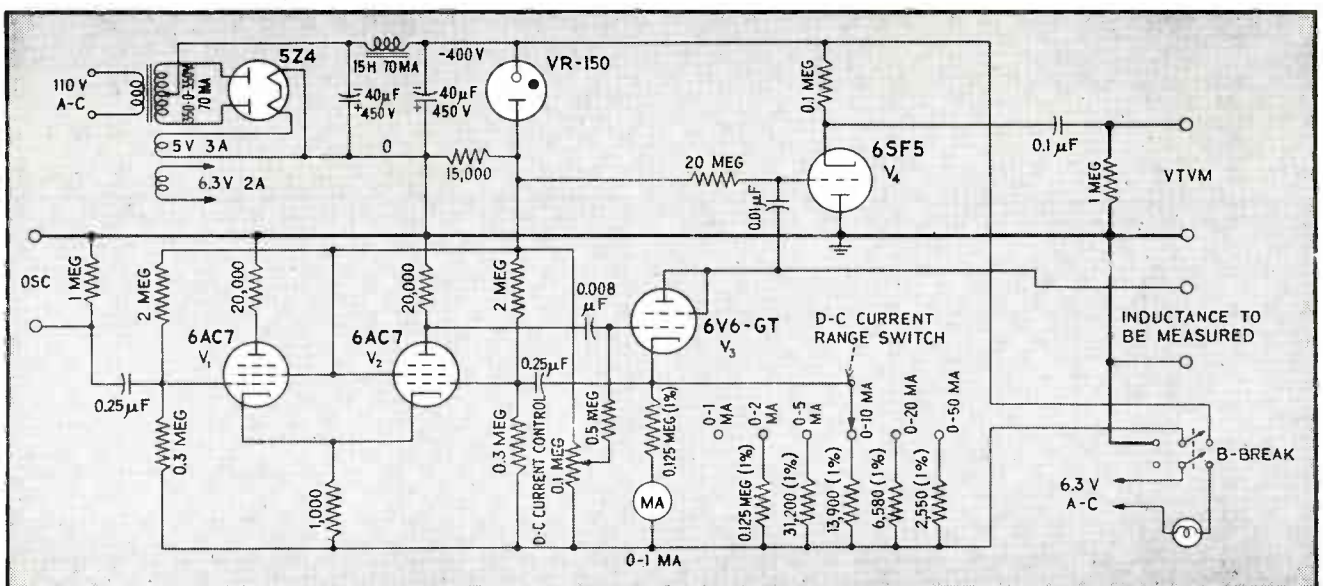 5Z4
110 V
A-C
350-0-350V
70 MA
5V 3A
6.3V 2A
15H 70MA
-400V
40µF
450V
40µF
450V
0
15,000
VR-150
0.1 MEG
6SF5
V4
20 MEG
0.01µF
0.1µF
1 MEG
VTVM
OSC
1 MEG
2 MEG
20,000
20,000
2 MEG
6AC7
V1
6AC7
V2
0.008
µF
6V6-GT
V3
D-C CURRENT
RANGE SWITCH
INDUCTANCE TO
BE MEASURED
0.25µF
0.25µF
0.3 MEG
1,000
0.3 MEG
D-C CURRENT CONTROL
0.1 MEG
0.5 MEG
0.125 MEG (1%)
MA
0-1 MA
0-1
MA
0-2
MA
0-5
MA
0-10 MA
0-20 MA
0-50 MA
0.125 MEG (1%)
31,200 (1%)
13,900 (1%)
6,580 (1%)
2,550 (1%)
B-BREAK
6.3 V
A-C